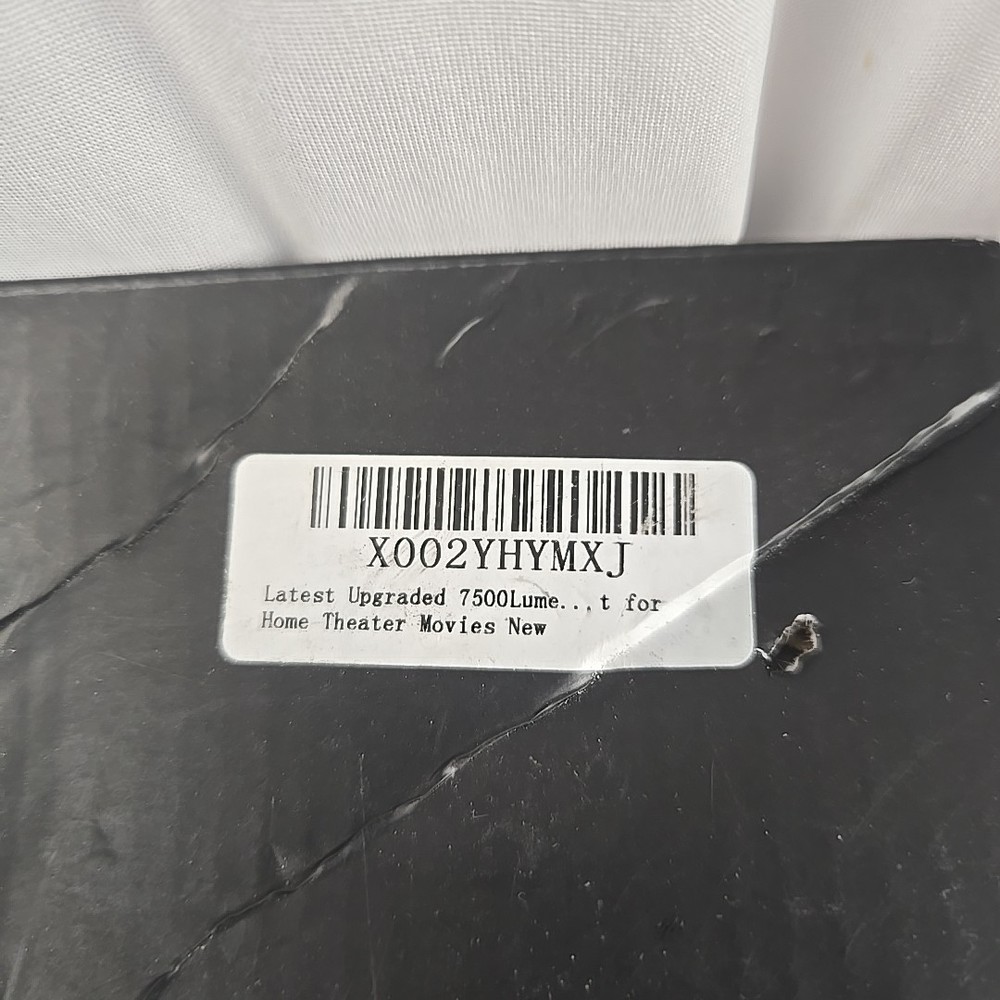 X002YHYMXJ
Latest Upgraded 7500Lume...t for
Home Theater Movies New